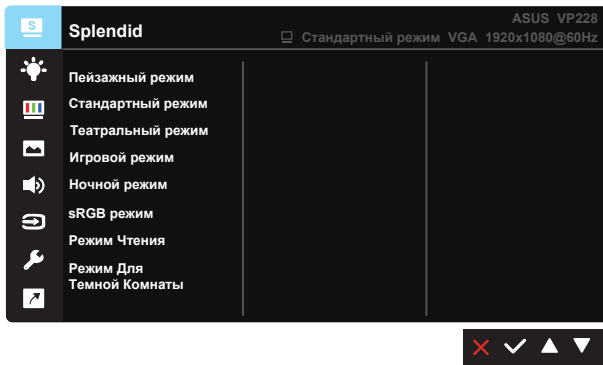 S
Splendid
ASUS VP228
Стандартный режим VGA 1920x1080@60Hz
Пейзажный режим
Стандартный режим
Театральный режим
Игровой режим
Ночной режим
sRGB режим
Режим Чтения
Режим Для
Темной Комнаты